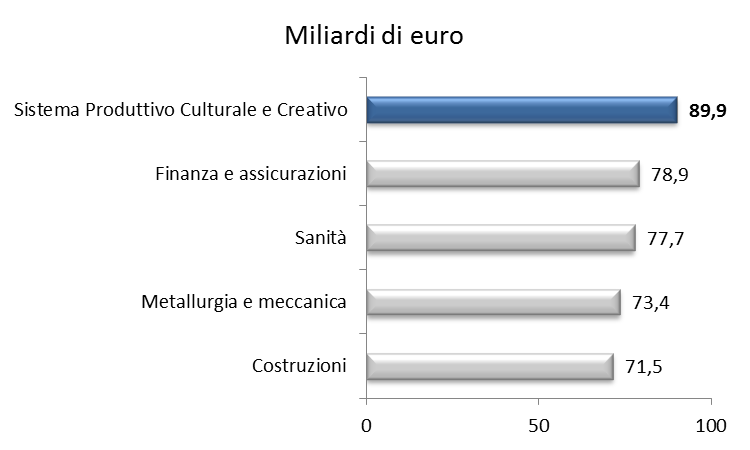 Miliardi di euro
Sistema Produttivo Culturale e Creativo 89,9
Finanza e assicurazioni 78,9
Sanità 77,7
Metallurgia e meccanica 73,4
Costruzioni 71,5
0 50 100